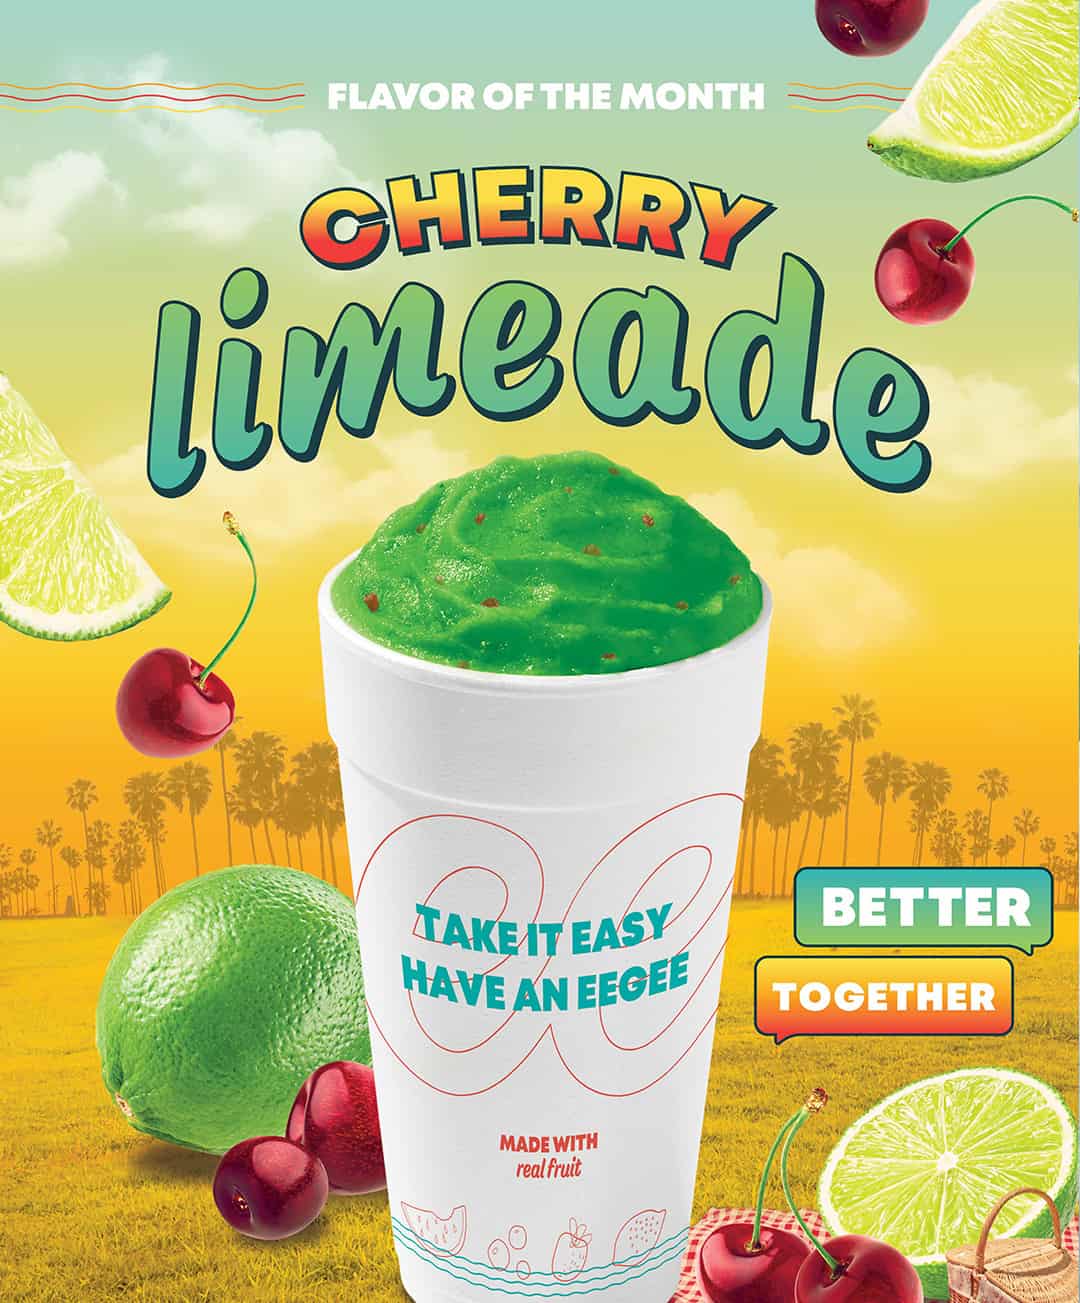 FLAVOR OF THE MONTH
CHERRY
limeade
TAKE IT EASY
HAVE AN EEGEE
BETTER
TOGETHER
MADE WITH
real fruit